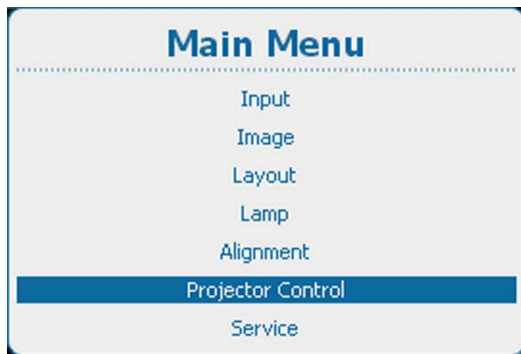 Main Menu
Input
Image
Layout
Lamp
Alignment
Projector Control
Service